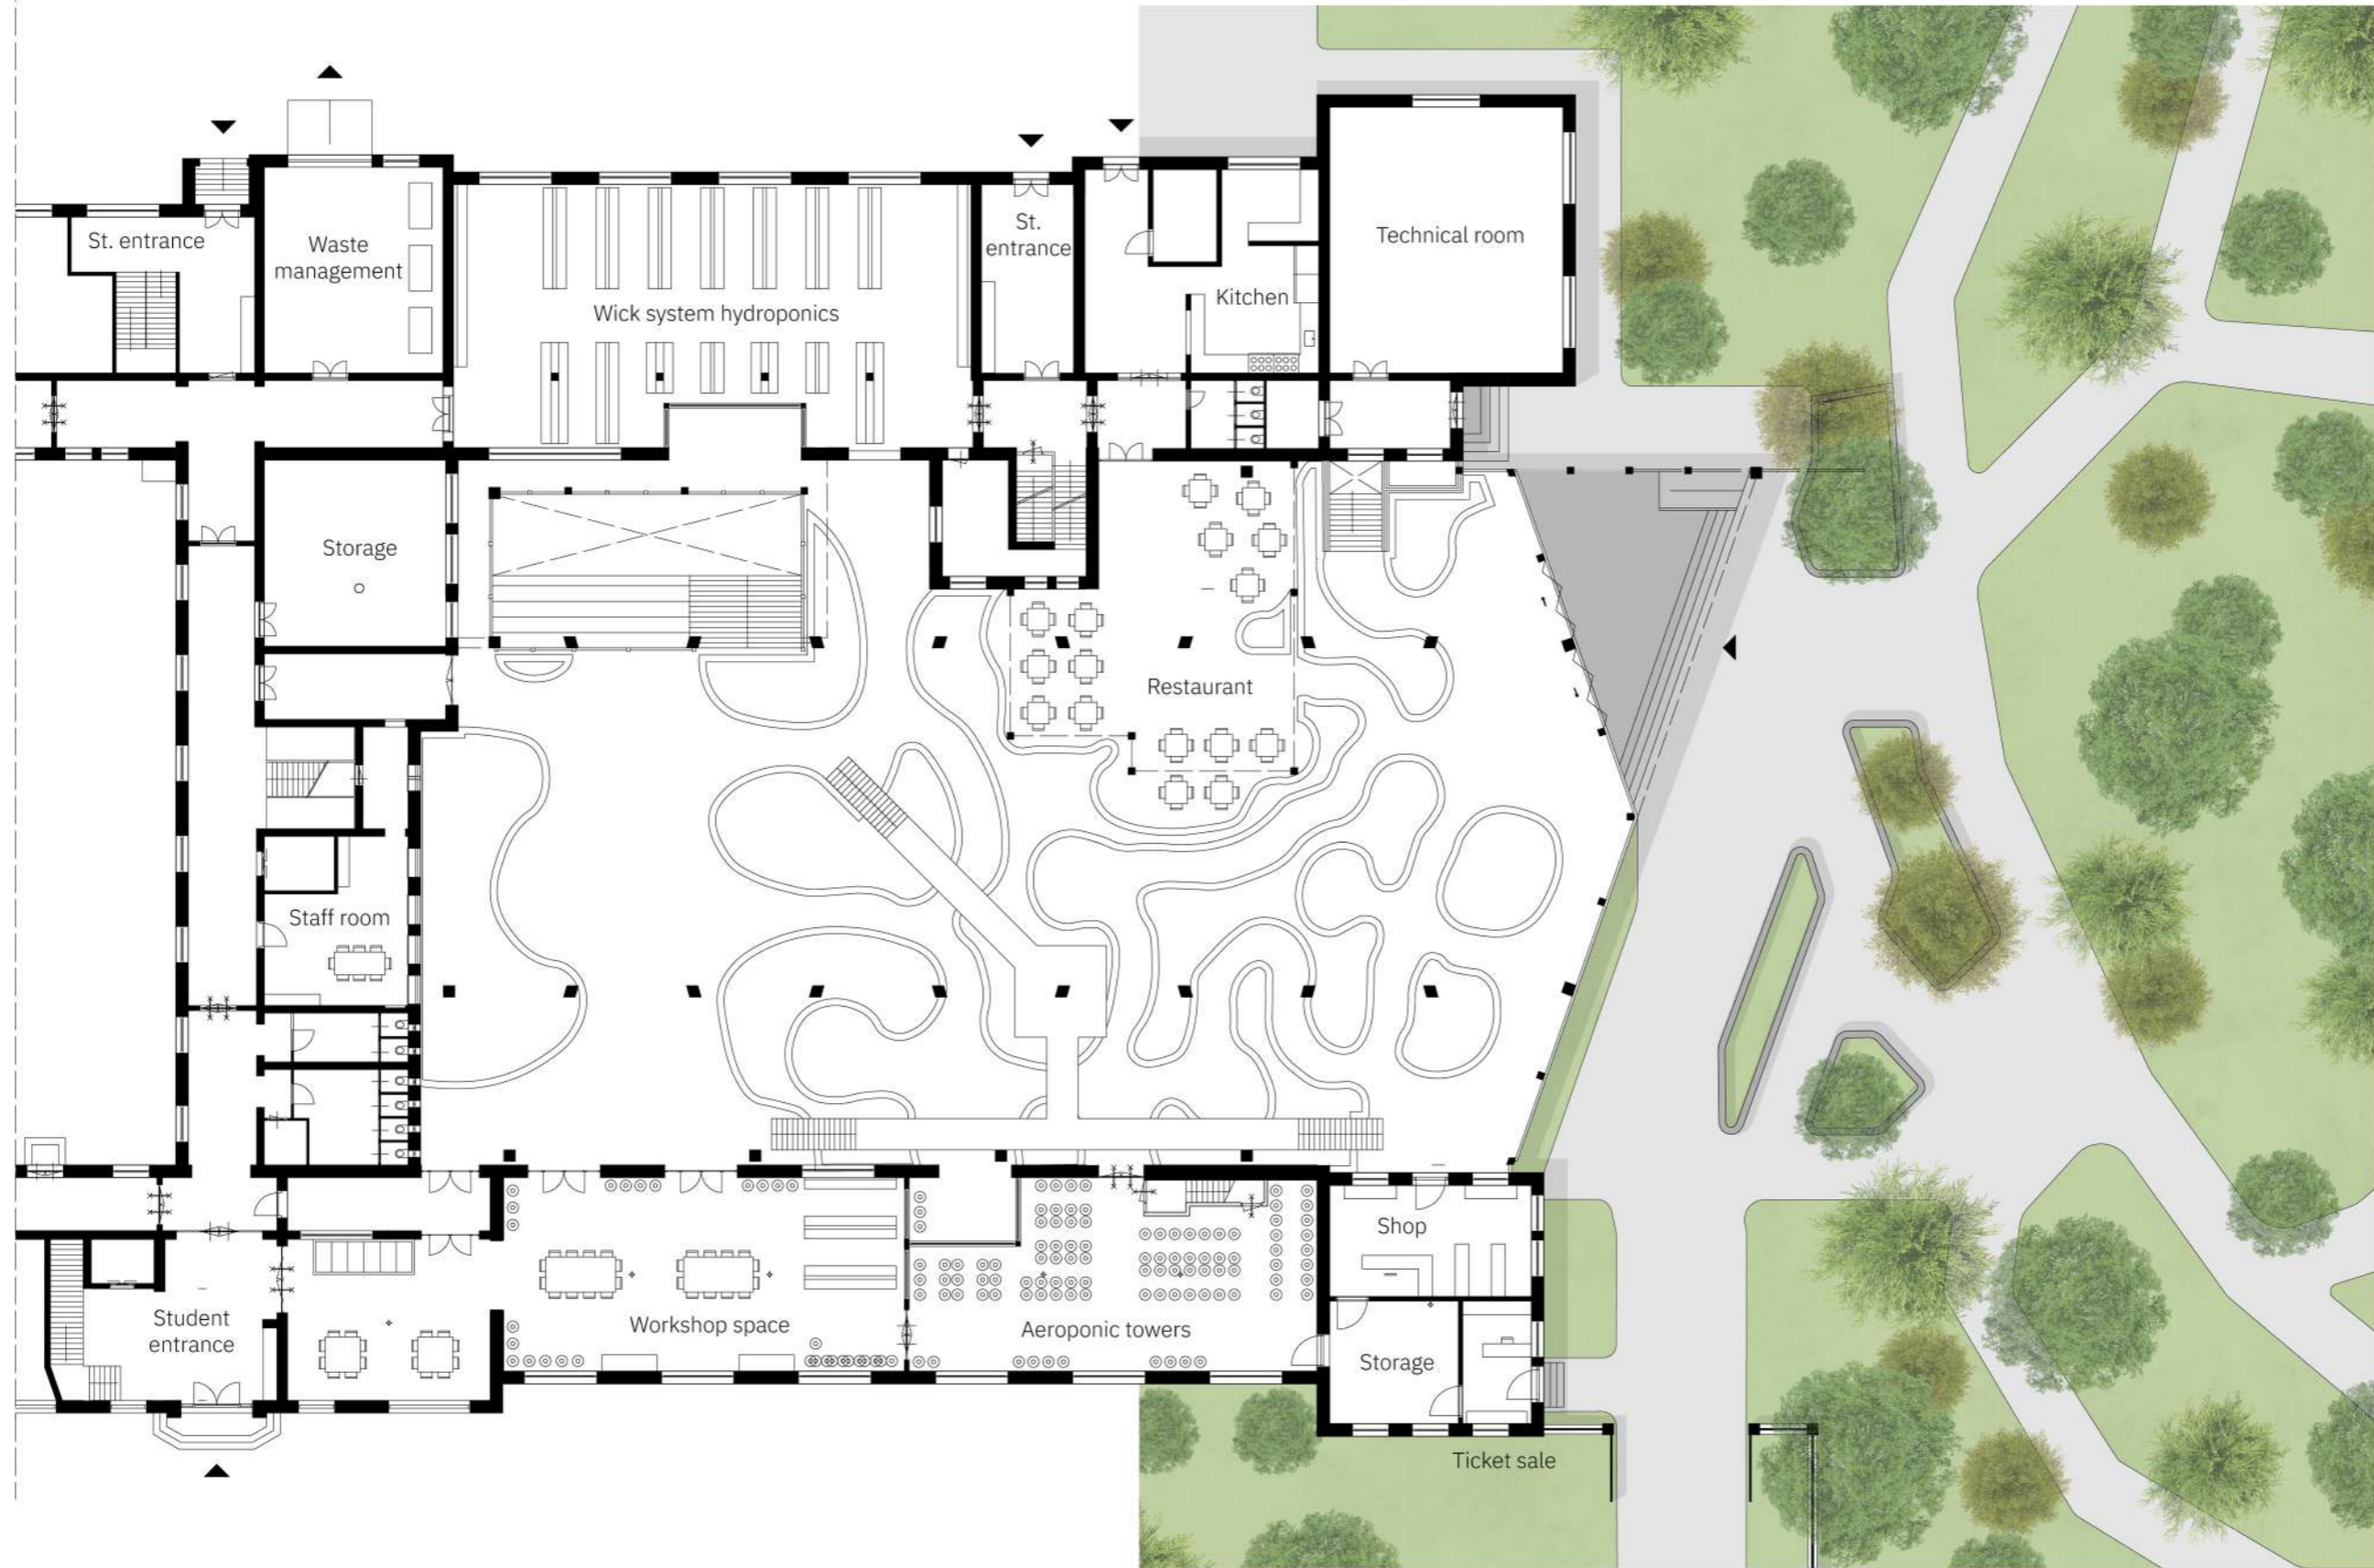 St. entrance
Waste
management
Wick system hydroponics
St.
entrance
Kitchen
Technical room
Storage
Restaurant
Staff room
Student
entrance
Workshop space
Aeroponic towers
Shop
Storage
Ticket sale